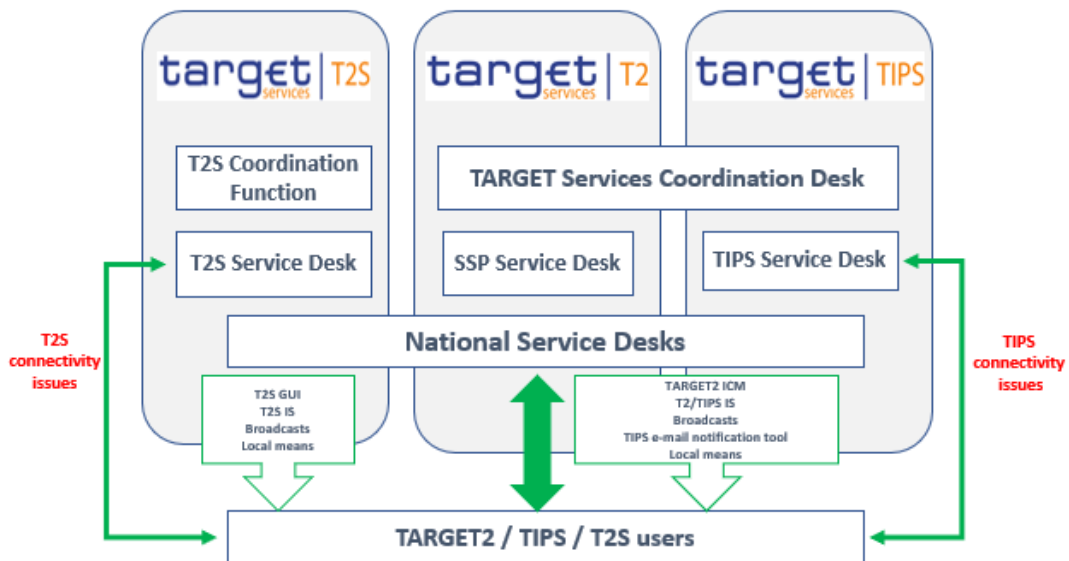 target services | T2S
target services | T2
target services | TIPS
T2S Coordination
Function
TARGET Services Coordination Desk
T2S Service Desk
SSP Service Desk
TIPS Service Desk
National Service Desks
T2S
connectivity
issues
TIPS
connectivity
issues
T2S GUI
T2S IS
Broadcasts
Local means
TARGET2 ICM
T2/TIPS IS
Broadcasts
TIPS e-mail notification tool
Local means
TARGET2 / TIPS / T2S users